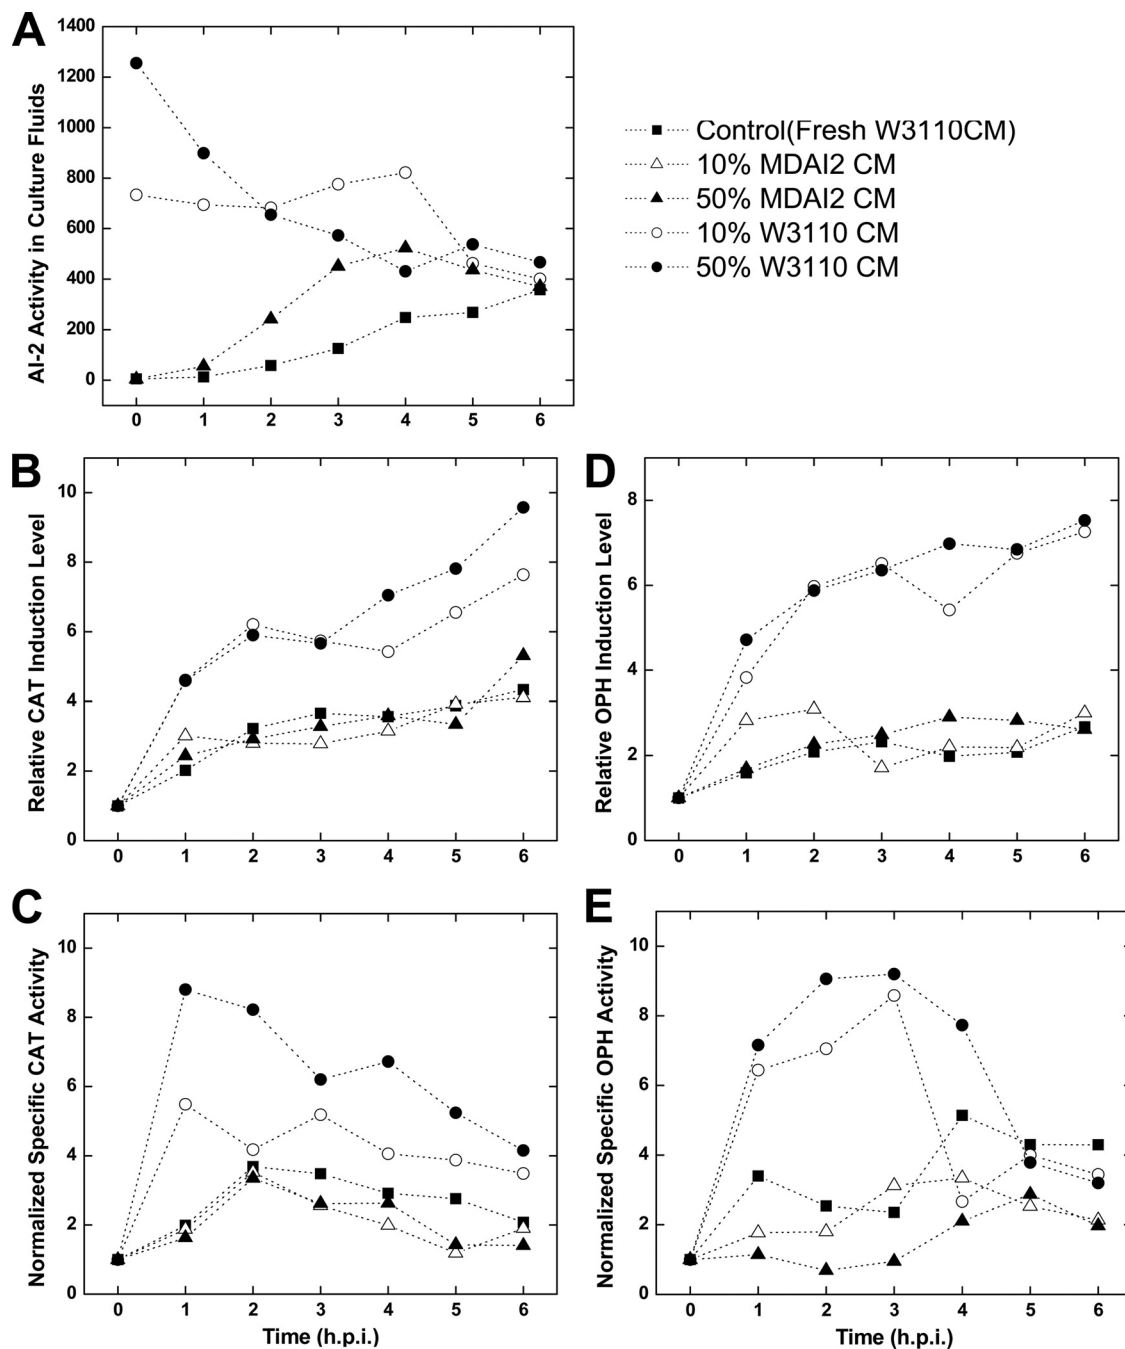 A
1400
1200
1000
800
600
400
200
0
AI-2 Activity in Culture Fluids
0 1 2 3 4 5 6
Control(Fresh W3110CM)
10% MDAI2 CM
50% MDAI2 CM
10% W3110 CM
50% W3110 CM
B
10
8
6
4
2
0
Relative CAT Induction Level
0 1 2 3 4 5 6
D
8
6
4
2
0
Relative OPH Induction Level
0 1 2 3 4 5 6
C
10
8
6
4
2
0
Normalized Specific CAT Activity
0 1 2 3 4 5 6
Time (h.p.i.)
E
10
8
6
4
2
0
Normalized Specific OPH Activity
0 1 2 3 4 5 6
Time (h.p.i.)